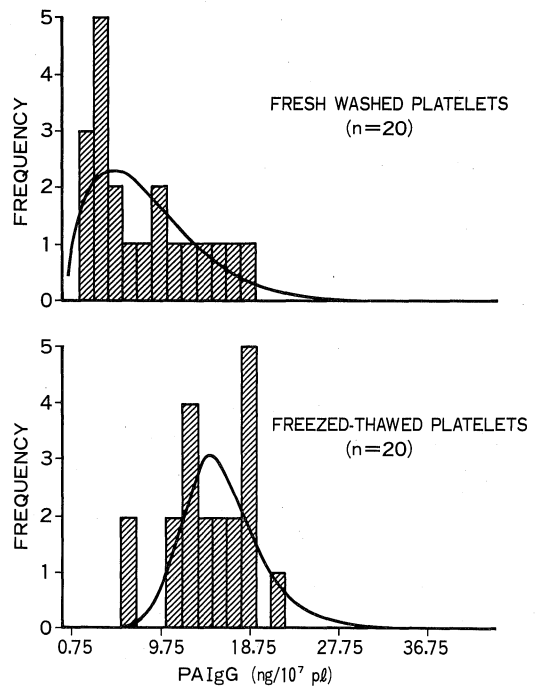 5
4
3
2
1
0
FREQUENCY
FRESH WASHED PLATELETS
(n=20)
5
4
3
2
1
0
FREQUENCY
FREEZED-THAWED PLATELETS
(n=20)
0.75 9.75 18.75 27.75 36.75
PAIgG (ng/10⁷ pℓ)